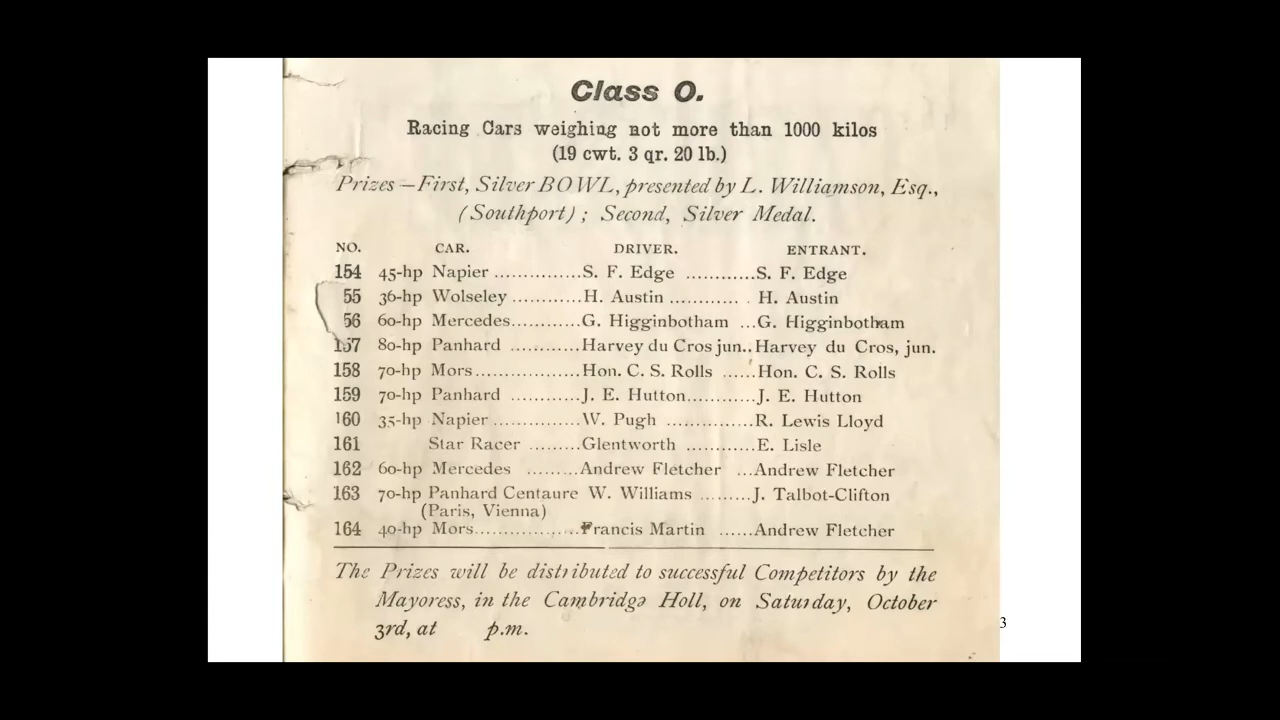 Class O.
Racing Cars weighing not more than 1000 kilos
(19 cwt. 3 qr. 20 lb.)
Prizes—First, Silver BOWL, presented by L. Williamson, Esq.,
(Southport); Second, Silver Medal.
NO. CAR. DRIVER. ENTRANT.
154 45-hp Napier ..............S. F. Edge ...........S. F. Edge
55 36-hp Wolseley ...........H. Austin ........... . H. Austin
56 60-hp Mercedes...........G. Higginbotham ...G. Higginbotham
157 80-hp Panhard ...........Harvey du Cros jun..Harvey du Cros, jun.
158 70-hp Mors.................Hon. C. S. Rolls ......Hon. C. S. Rolls
159 70-hp Panhard ...........J. E. Hutton...........J. E. Hutton
160 35-hp Napier..............W. Pugh ..............R. Lewis Lloyd
161 Star Racer ........Glentworth ...........E. Lisle
162 60-hp Mercedes ........Andrew Fletcher ...Andrew Fletcher
163 70-hp Panhard Centaure W. Williams .........J. Talbot-Clifton
(Paris, Vienna)
164 40-hp Mors.................Francis Martin ......Andrew Fletcher
The Prizes will be distributed to successful Competitors by the
Mayoress, in the Cambridge Holl, on Saturday, October
3rd, at p.m.
3